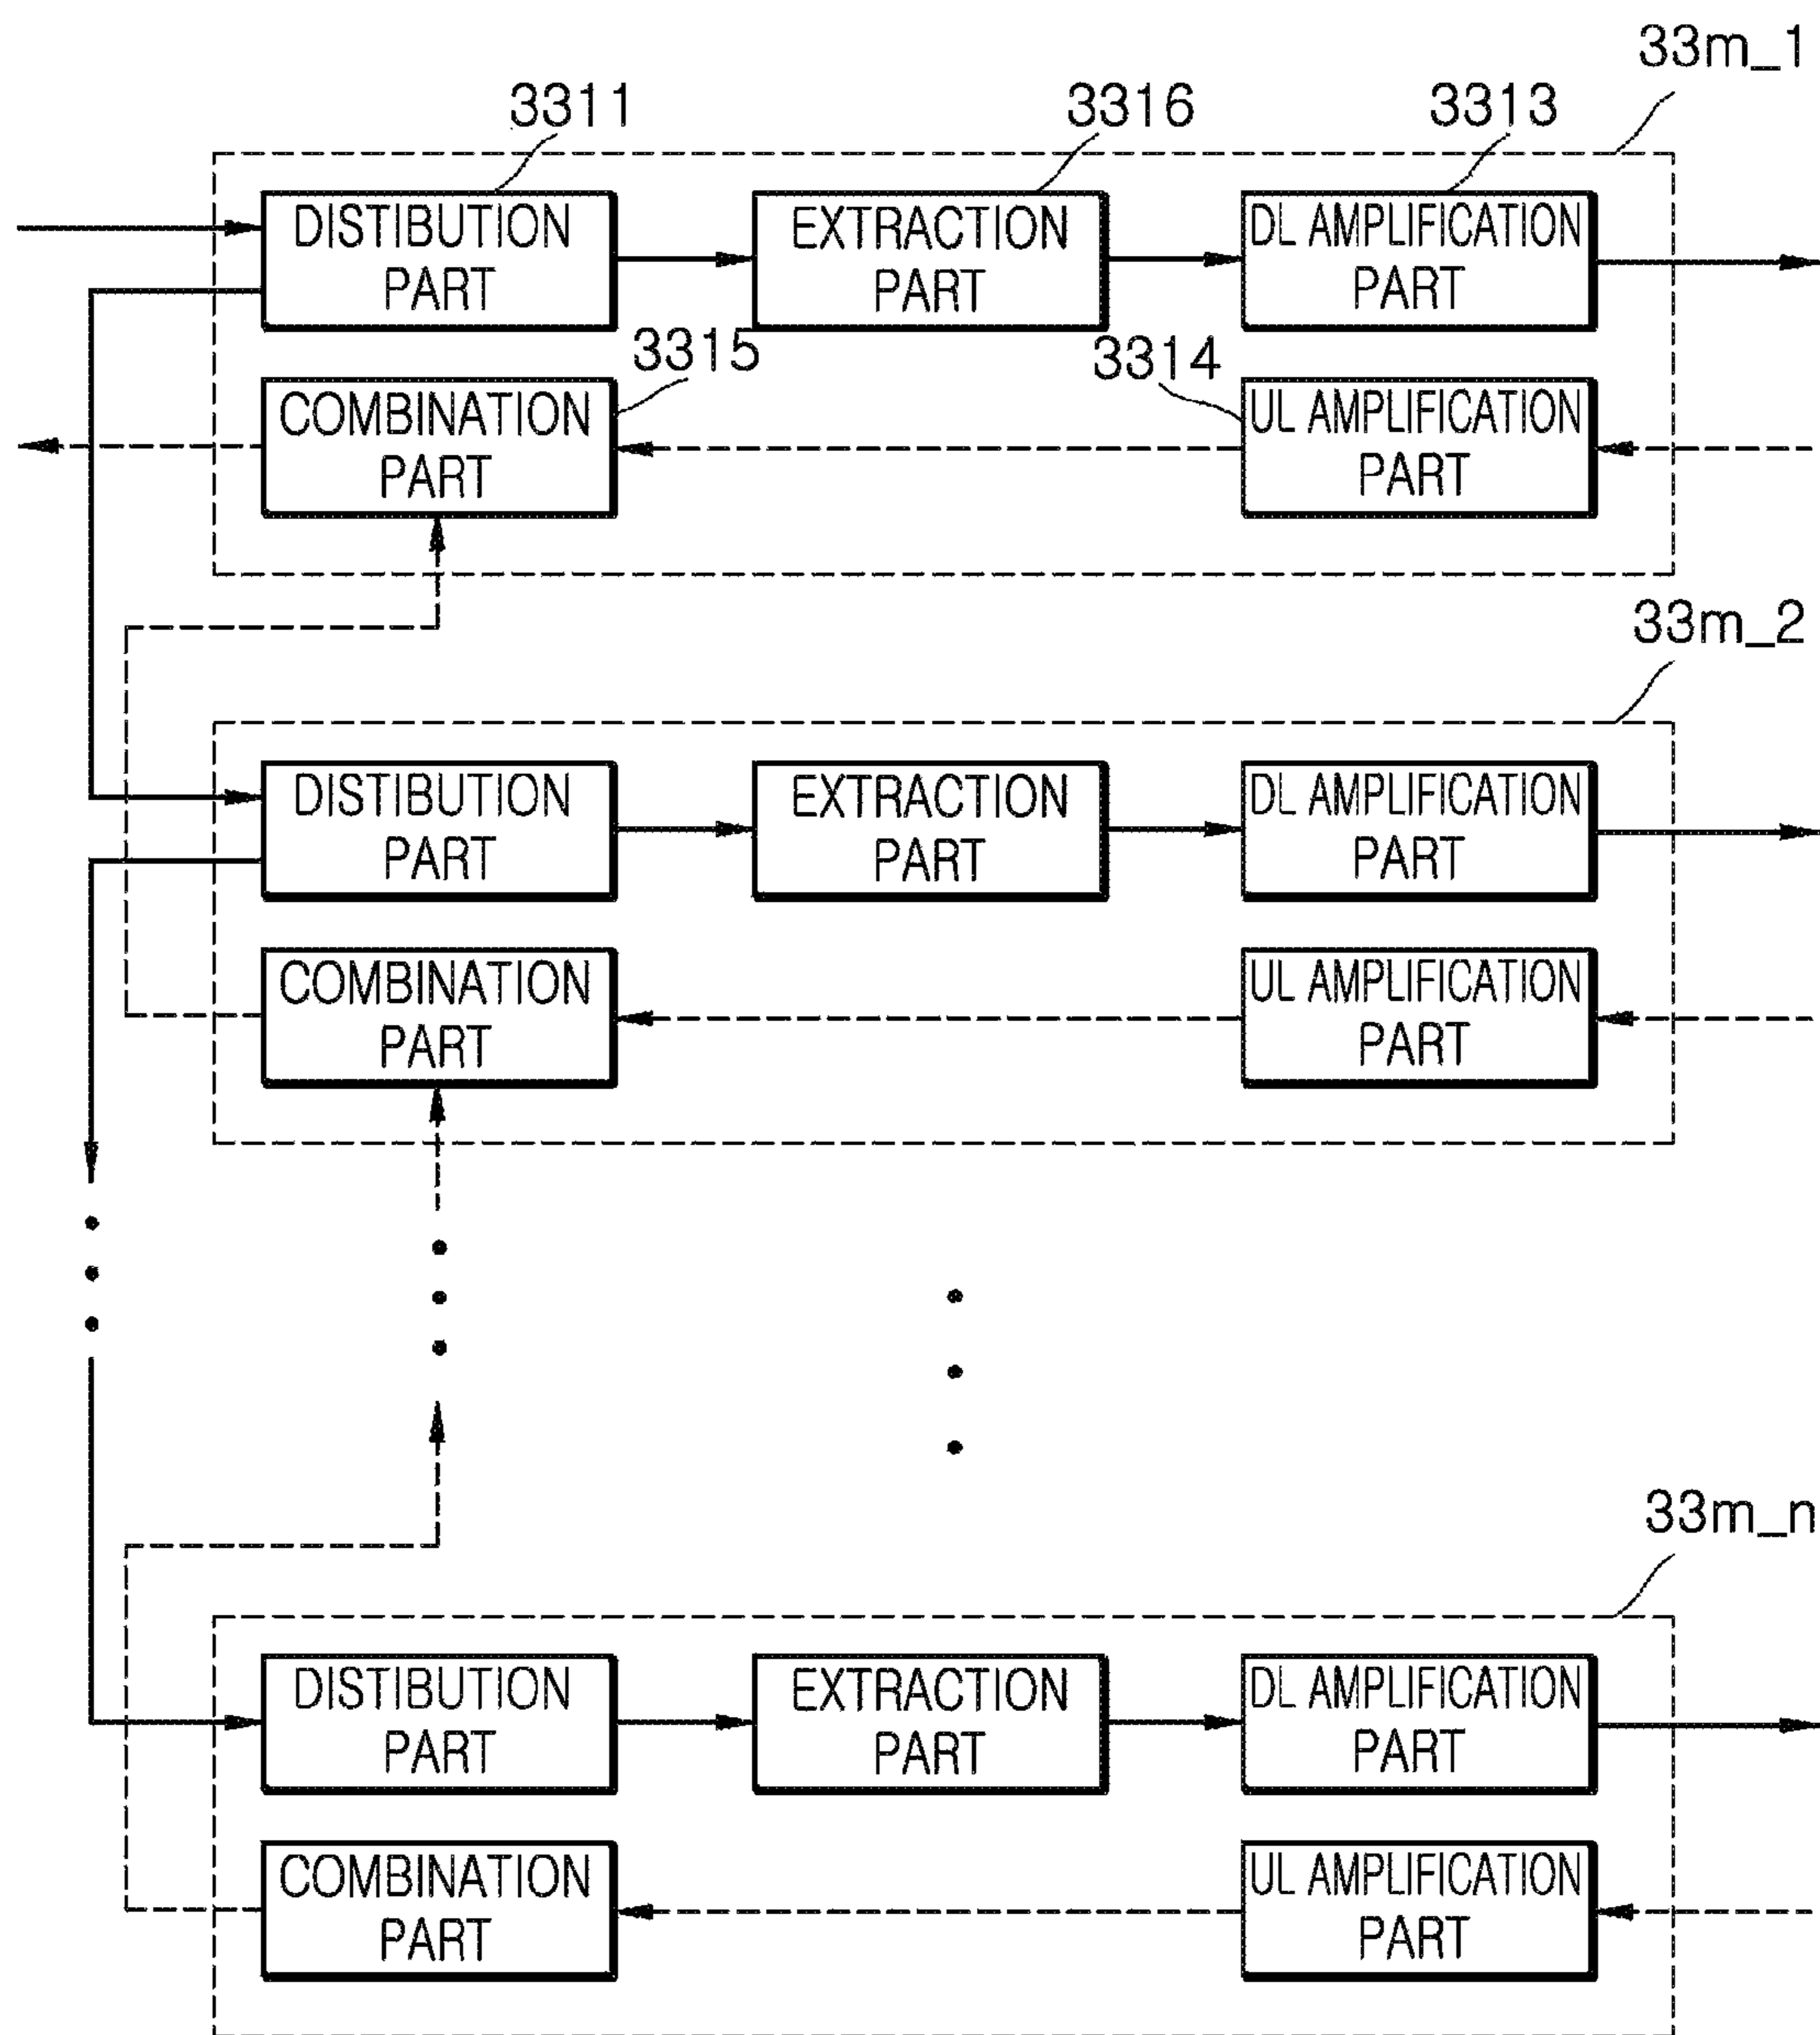 33m_1
3311
3316
3313
DISTIBUTION
PART
EXTRACTION
PART
DL AMPLIFICATION
PART
3315
3314
COMBINATION
PART
UL AMPLIFICATION
PART
33m_2
DISTIBUTION
PART
EXTRACTION
PART
DL AMPLIFICATION
PART
COMBINATION
PART
UL AMPLIFICATION
PART
33m_n
DISTIBUTION
PART
EXTRACTION
PART
DL AMPLIFICATION
PART
COMBINATION
PART
UL AMPLIFICATION
PART